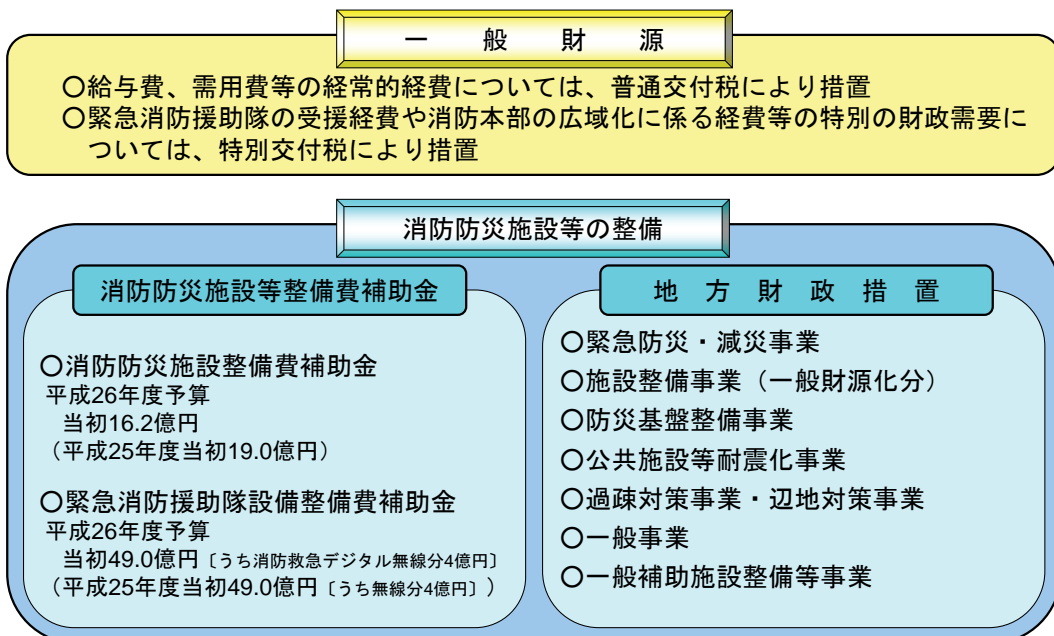 一般財源
〇給与費、需用費等の経常的経費については、普通交付税により措置
〇緊急消防援助隊の受援経費や消防本部の広域化に係る経費等の特別の財政需要に
ついては、特別交付税により措置
消防防災施設等の整備
消防防災施設等整備費補助金
〇消防防災施設整備費補助金
平成26年度予算
当初16.2億円
（平成25年度当初19.0億円）
〇緊急消防援助隊設備整備費補助金
平成26年度予算
当初49.0億円〔うち消防救急デジタル無線分4億円〕
（平成25年度当初49.0億円〔うち無線分4億円〕）
地方財政措置
〇緊急防災・減災事業
〇施設整備事業（一般財源化分）
〇防災基盤整備事業
〇公共施設等耐震化事業
〇過疎対策事業・辺地対策事業
〇一般事業
〇一般補助施設整備等事業